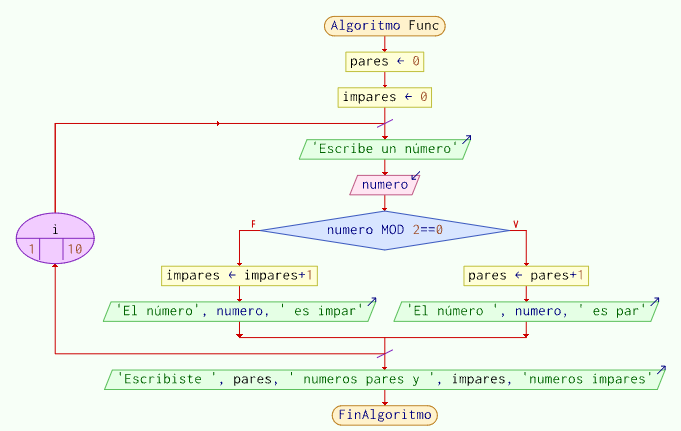 Algoritmo Func
pares ← 0
impares ← 0
'Escribe un número'
numero
i
1 10
F
numero MOD 2==0
V
impares ← impares+1
pares ← pares+1
'El número', numero, ' es impar'
'El número ', numero, ' es par'
'Escribiste ', pares, ' numeros pares y ', impares, 'numeros impares'
FinAlgoritmo